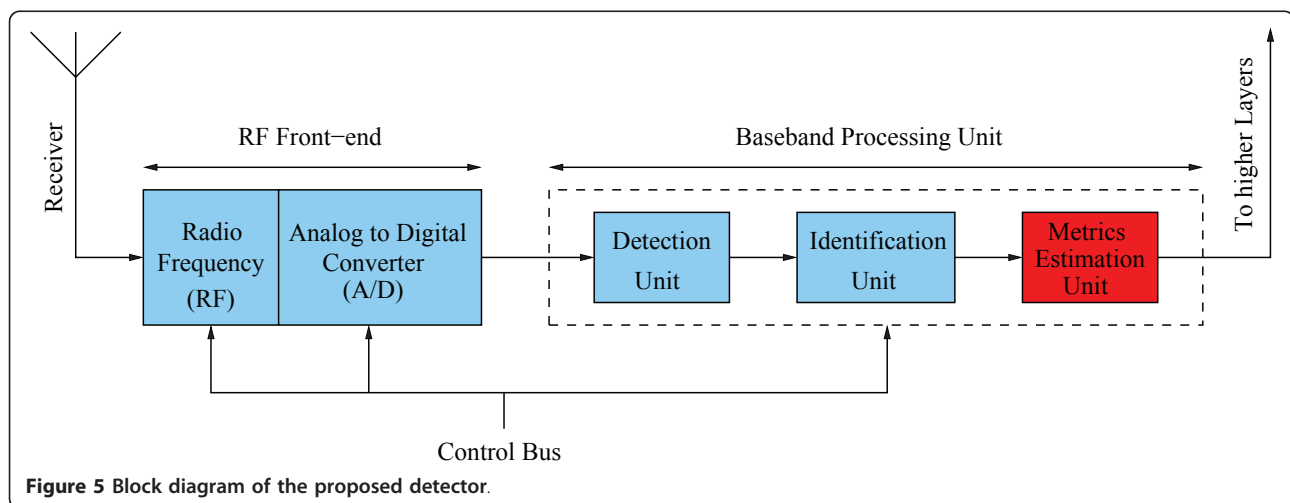 Receiver
RF Front−end
Radio
Frequency
(RF)
Analog to Digital
Converter
(A/D)
Baseband Processing Unit
Detection
Unit
Identification
Unit
Metrics
Estimation
Unit
To higher Layers
Control Bus
Figure 5 Block diagram of the proposed detector.